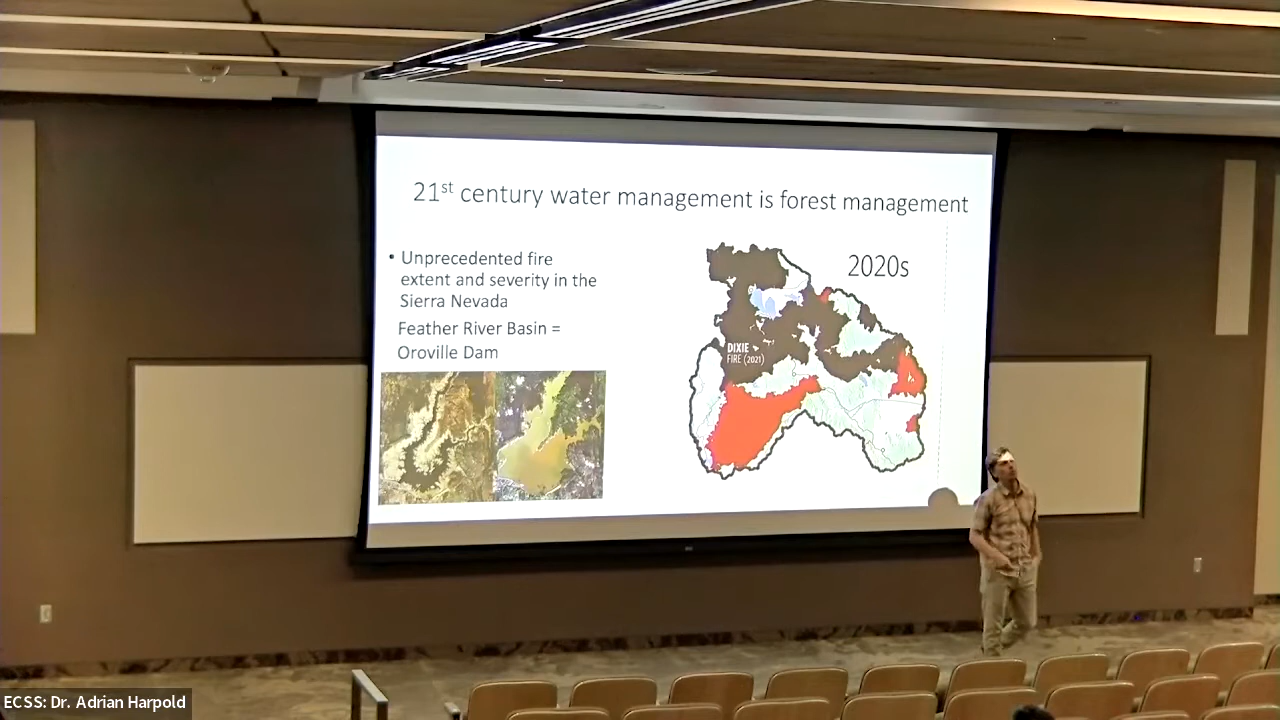 21st century water management is forest management
• Unprecedented fire
extent and severity in the
Sierra Nevada
Feather River Basin =
Oroville Dam
2020s
DIXIE
FIRE (2021)
ECSS: Dr. Adrian Harpold